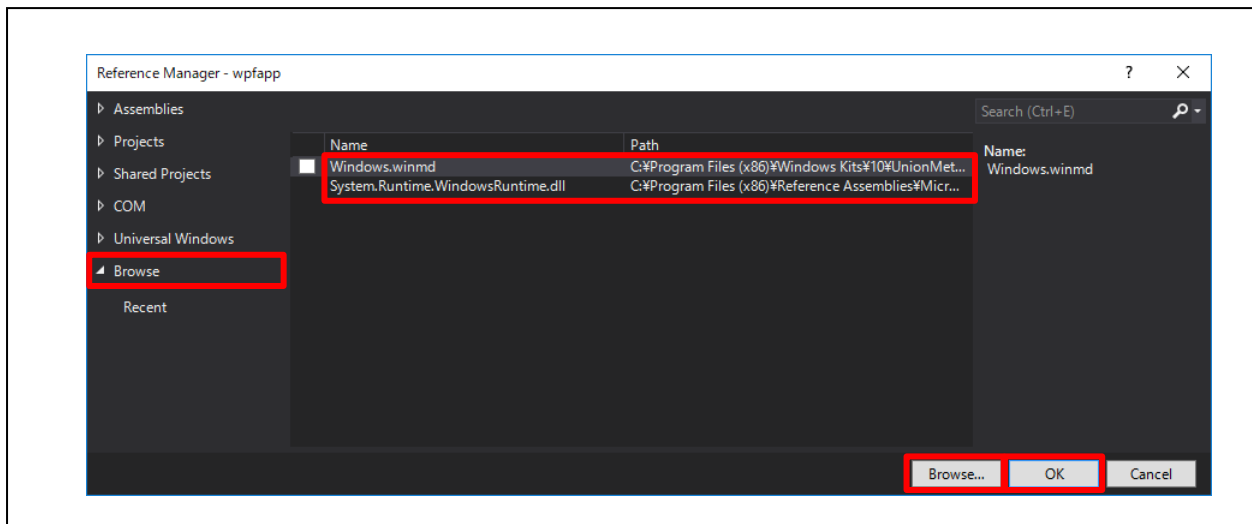 Reference Manager - wpfapp
?
Assemblies
Search (Ctrl+E)
Projects
Name Path
Name:
Shared Projects
Windows.winmd C:¥Program Files (x86)¥Windows Kits¥10¥UnionMet...
Windows.winmd
System.Runtime.WindowsRuntime.dll C:¥Program Files (x86)¥Reference Assemblies¥Micr...
COM
Universal Windows
Browse
Recent
Browse... OK Cancel